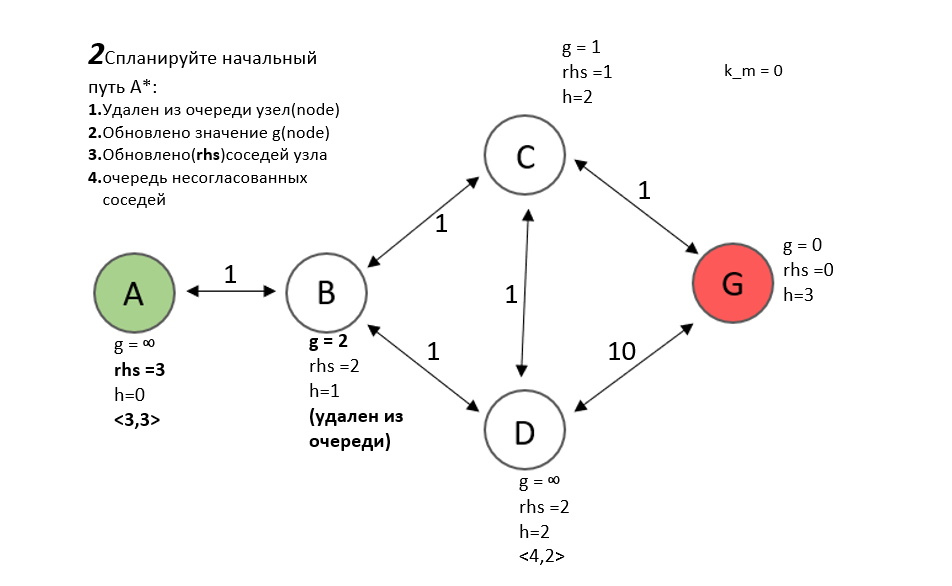 2Спланируйте начальный
путь A*:
1.Удален из очереди узел(node)
2.Обновлено значение g(node)
3.Обновлено(rhs)соседей узла
4.очередь несогласованных
соседей
g = 1
rhs =1
h=2
k_m = 0
C
1
1
A
1
B
1
G
g = 0
rhs =0
h=3
g = ∞
rhs =3
h=0
<3,3>
g = 2
rhs =2
h=1
(удален из
очереди)
1
10
D
g = ∞
rhs =2
h=2
<4,2>